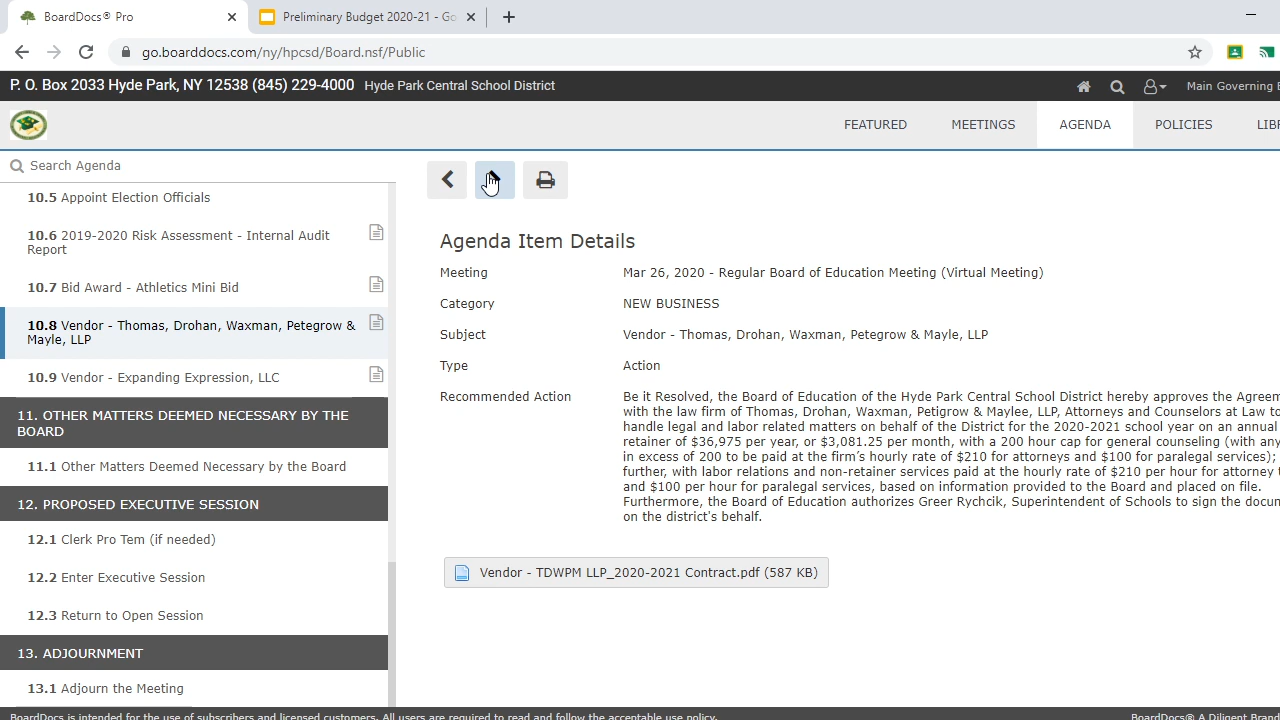 BoardDocs® Pro
Preliminary Budget 2020-21 - Go
go.boarddocs.com/ny/hpcsd/Board.nsf/Public
P. O. Box 2033 Hyde Park, NY 12538 (845) 229-4000 Hyde Park Central School District
Main Governing
FEATURED MEETINGS AGENDA POLICIES
Search Agenda
10.5 Appoint Election Officials
10.6 2019-2020 Risk Assessment - Internal Audit
Report
10.7 Bid Award - Athletics Mini Bid
10.8 Vendor - Thomas, Drohan, Waxman, Petegrow &
Mayle, LLP
10.9 Vendor - Expanding Expression, LLC
11. OTHER MATTERS DEEMED NECESSARY BY THE
BOARD
11.1 Other Matters Deemed Necessary by the Board
12. PROPOSED EXECUTIVE SESSION
12.1 Clerk Pro Tem (if needed)
12.2 Enter Executive Session
12.3 Return to Open Session
13. ADJOURNMENT
13.1 Adjourn the Meeting
Agenda Item Details
Meeting Mar 26, 2020 - Regular Board of Education Meeting (Virtual Meeting)
Category NEW BUSINESS
Subject Vendor - Thomas, Drohan, Waxman, Petegrow & Mayle, LLP
Type Action
Recommended Action Be it Resolved, the Board of Education of the Hyde Park Central School District hereby approves the Agreem
with the law firm of Thomas, Drohan, Waxman, Petigrow & Maylee, LLP, Attorneys and Counselors at Law to
handle legal and labor related matters on behalf of the District for the 2020-2021 school year on an annual
retainer of $36,975 per year, or $3,081.25 per month, with a 200 hour cap for general counseling (with any
in excess of 200 to be paid at the firm's hourly rate of $210 for attorneys and $100 for paralegal services);
further, with labor relations and non-retainer services paid at the hourly rate of $210 per hour for attorney
and $100 per hour for paralegal services, based on information provided to the Board and placed on file.
Furthermore, the Board of Education authorizes Greer Rychcik, Superintendent of Schools to sign the docum
on the district's behalf.
Vendor - TDWPM LLP_2020-2021 Contract.pdf (587 KB)
BoardDocs is intended for the use of subscribers and licensed customers. All users are required to read and follow the acceptable use policy.
BoardDocs® A Diligent Brand